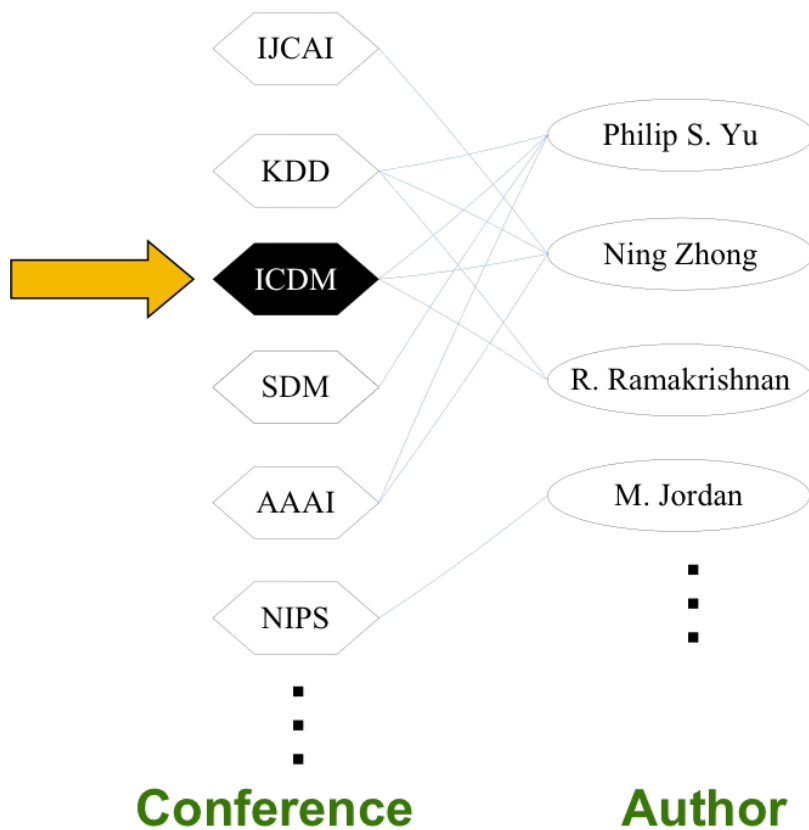 IJCAI
KDD
ICDM
SDM
AAAI
NIPS
Philip S. Yu
Ning Zhong
R. Ramakrishnan
M. Jordan
Conference
Author